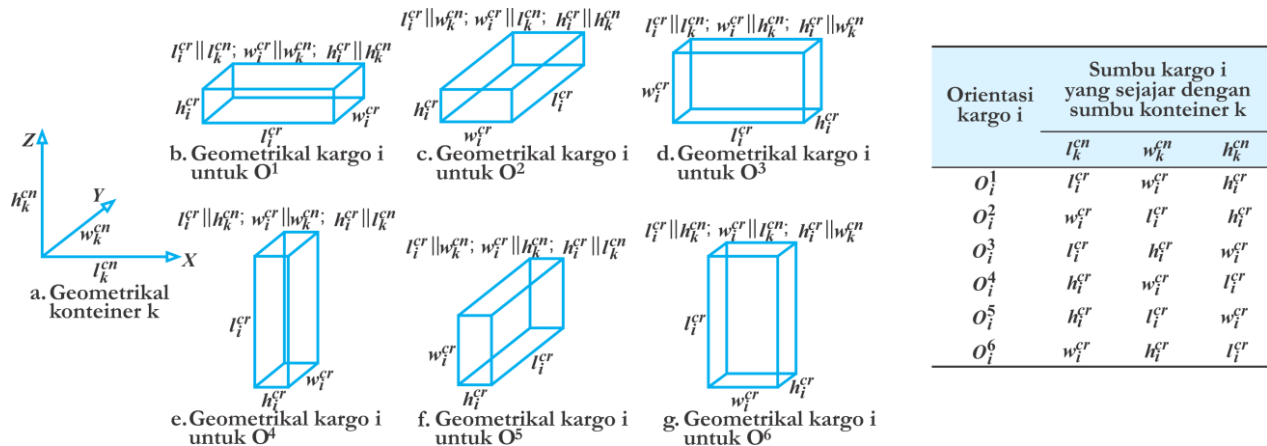 Z
h_k^cn
Y
w_k^cn
X
l_k^cn
a. Geometrikal
konteiner k
l_i^cr || l_k^cn; w_i^cr || w_k^cn; h_i^cr || h_k^cn
h_i^cr
w_i^cr
l_i^cr
b. Geometrikal kargo i
untuk O^1
l_i^cr || w_k^cn; w_i^cr || l_k^cn; h_i^cr || h_k^cn
h_i^cr
l_i^cr
w_i^cr
c. Geometrikal kargo i
untuk O^2
l_i^cr || l_k^cn; w_i^cr || h_k^cn; h_i^cr || w_k^cn
w_i^cr
h_i^cr
l_i^cr
d. Geometrikal kargo i
untuk O^3
l_i^cr || h_k^cn; w_i^cr || w_k^cn; h_i^cr || l_k^cn
l_i^cr
w_i^cr
h_i^cr
e. Geometrikal kargo i
untuk O^4
l_i^cr || w_k^cn; w_i^cr || h_k^cn; h_i^cr || l_k^cn
w_i^cr
l_i^cr
h_i^cr
f. Geometrikal kargo i
untuk O^5
l_i^cr || h_k^cn; w_i^cr || l_k^cn; h_i^cr || w_k^cn
l_i^cr
h_i^cr
w_i^cr
g. Geometrikal kargo i
untuk O^6
Orientasi
kargo i
Sumbu kargo i
yang sejajar dengan
sumbu konteiner k
l_k^cn w_k^cn h_k^cn
O_i^1 l_i^cr w_i^cr h_i^cr
O_i^2 w_i^cr l_i^cr h_i^cr
O_i^3 l_i^cr h_i^cr w_i^cr
O_i^4 h_i^cr w_i^cr l_i^cr
O_i^5 h_i^cr l_i^cr w_i^cr
O_i^6 w_i^cr h_i^cr l_i^cr